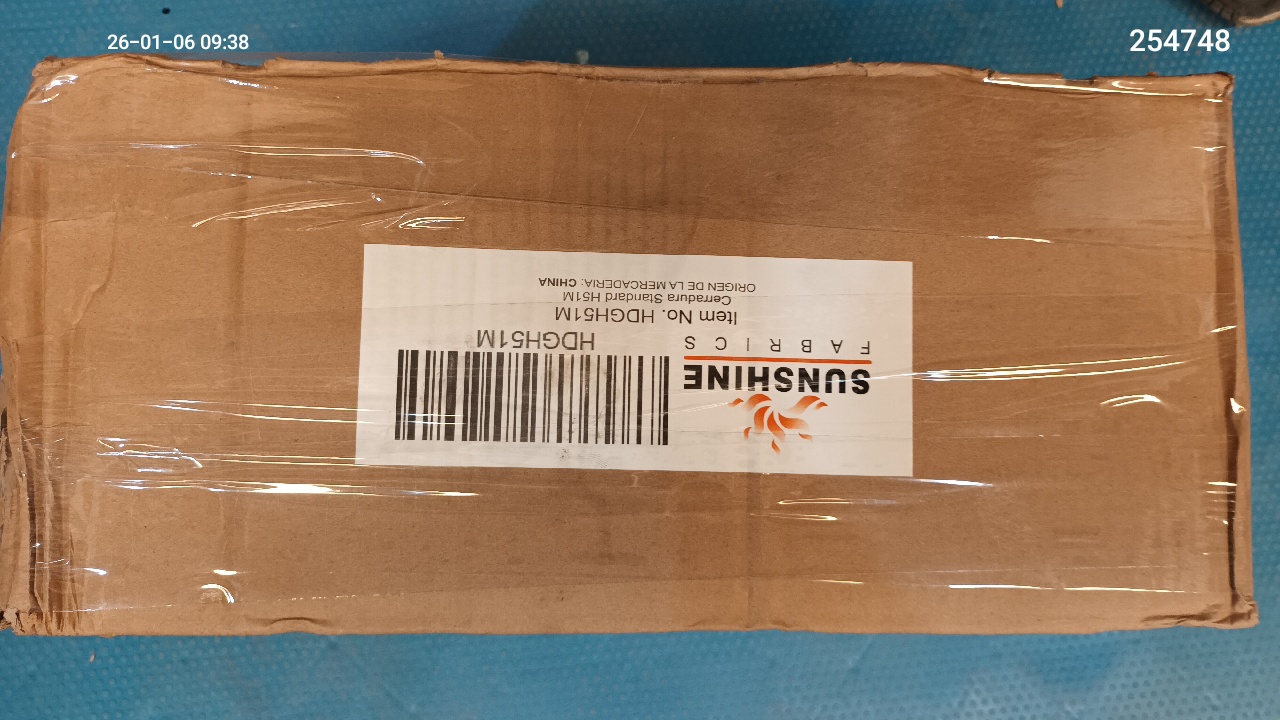 26-01-06 09:38
254748
SUNSHINE
FABRICS
HDGH51M
Item No. HDGH51M
Cerradura Standard H51M
ORIGEN DE LA MERCADERIA: CHINA